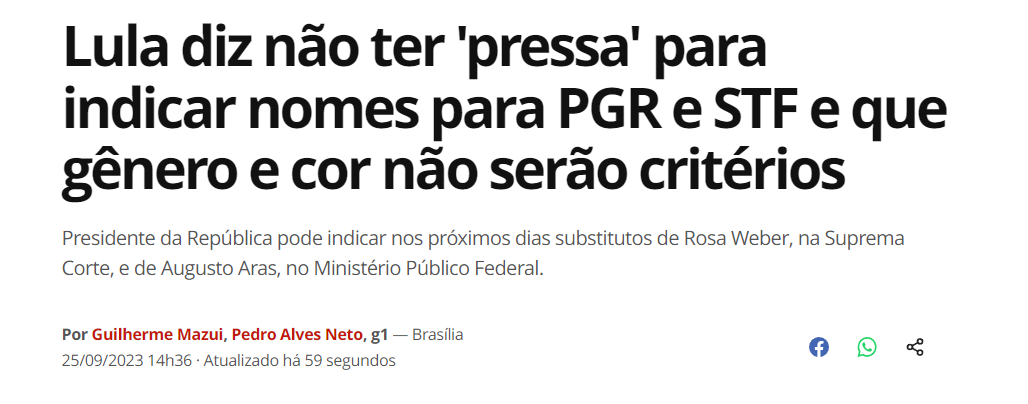 Lula diz não ter 'pressa' para
indicar nomes para PGR e STF e que
gênero e cor não serão critérios
Presidente da República pode indicar nos próximos dias substitutos de Rosa Weber, na Suprema
Corte, e de Augusto Aras, no Ministério Público Federal.
Por Guilherme Mazui, Pedro Alves Neto, g1 — Brasília
25/09/2023 14h36 · Atualizado há 59 segundos